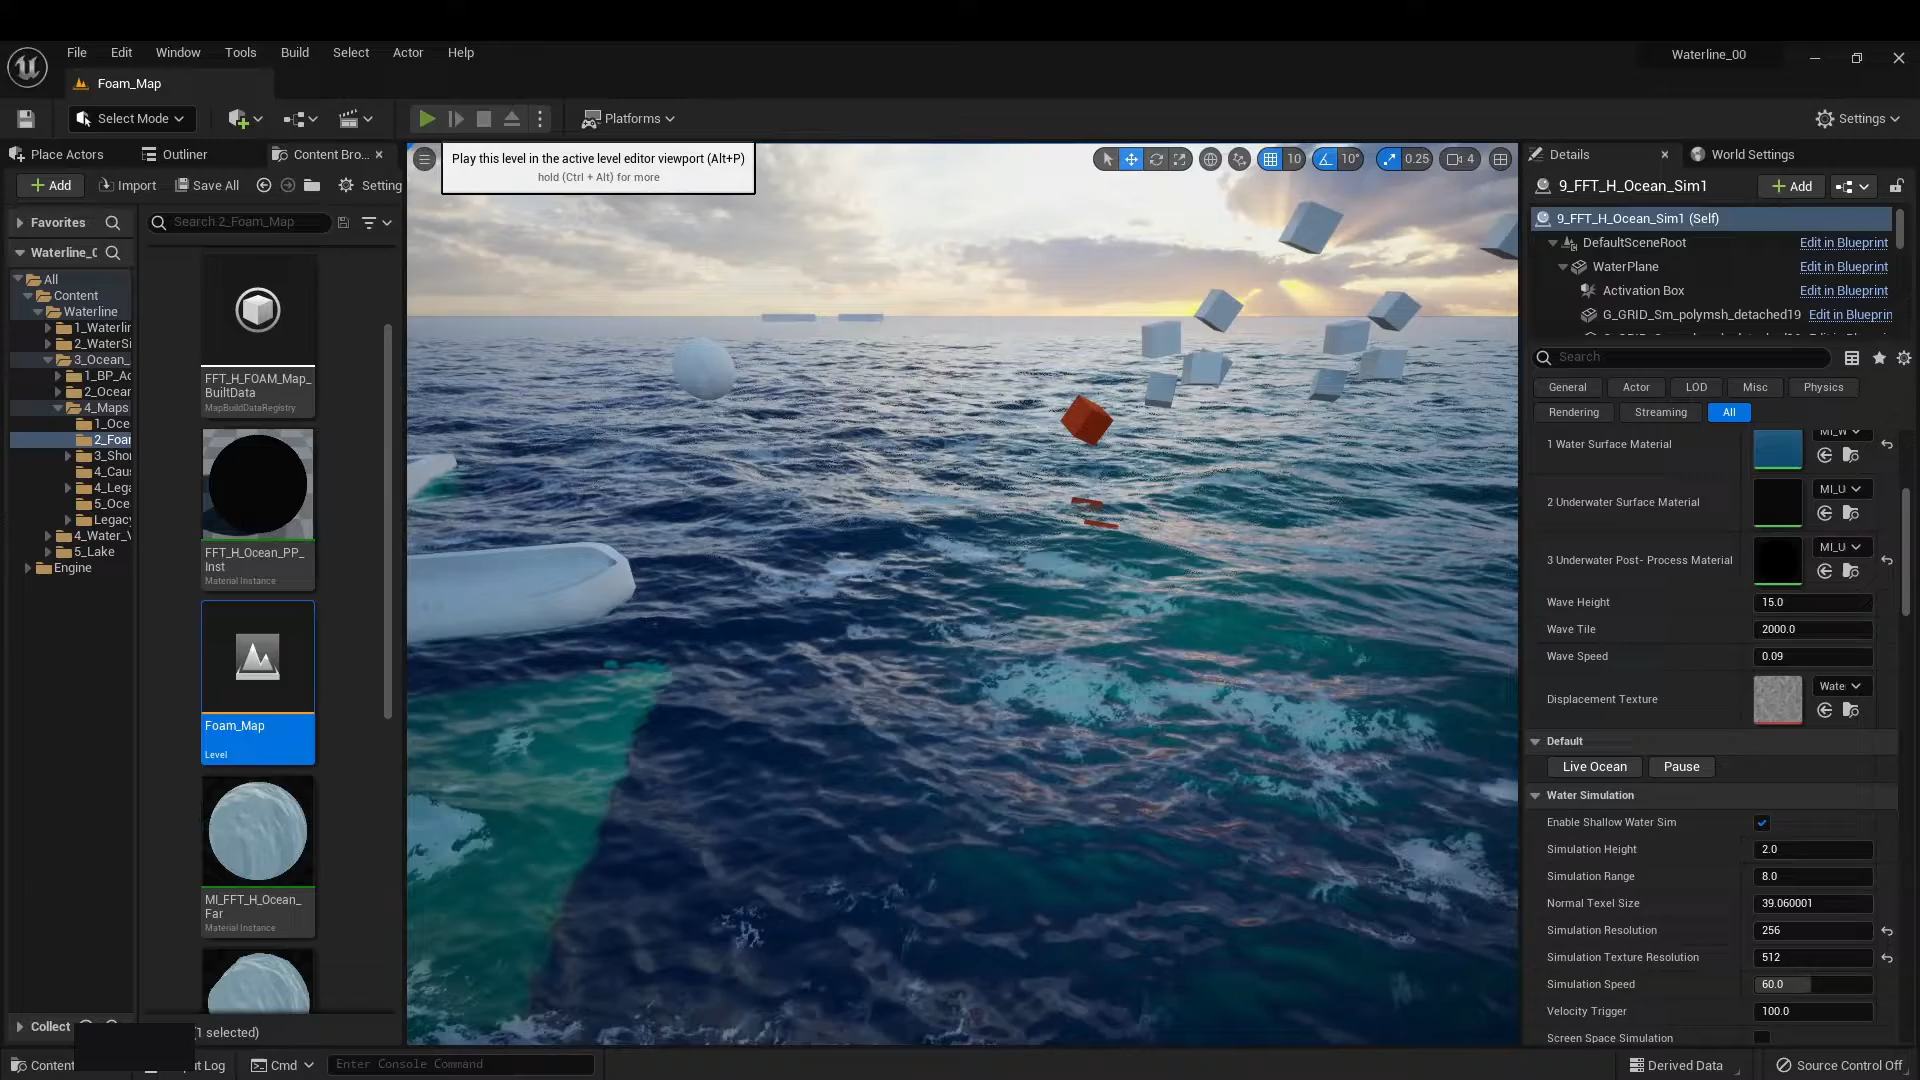 File Edit Window Tools Build Select Actor Help
Waterline_00
Foam_Map
Select Mode
Platforms
Settings
Place Actors
Outliner
Content Bro...
Play this level in the active level editor viewport (Alt+P)
hold (Ctrl + Alt) for more
10
10°
0.25
4
Details
World Settings
Add
Import
Save All
Setting
9_FFT_H_Ocean_Sim1
Add
Favorites
Search 2_Foam_Map
9_FFT_H_Ocean_Sim1 (Self)
DefaultSceneRoot
Edit in Blueprint
Waterline_0
WaterPlane
Edit in Blueprint
All
Content
Activation Box
Edit in Blueprint
Waterline
G_GRID_Sm_polymsh_detached19
Edit in Blueprin
1_Waterlin
2_WaterSi
3_Ocean_
1_BP_Ac
2_Ocean
4_Maps
1_Oce
2_Foar
3_Sho
4_Cau
4_Lega
5_Oce
Legacy
4_Water_V
5_Lake
Engine
FFT_H_FOAM_Map_
BuiltData
MapBuildDataRegistry
FFT_H_Ocean_PP_
Inst
Material Instance
Foam_Map
Level
MI_FFT_H_Ocean_
Far
Material Instance
Search
General Actor LOD Misc Physics
Rendering Streaming All
1 Water Surface Material
MI_W
2 Underwater Surface Material
MI_U
3 Underwater Post- Process Material
MI_U
Wave Height 15.0
Wave Tile 2000.0
Wave Speed 0.09
Displacement Texture
Wate
Default
Live Ocean Pause
Water Simulation
Enable Shallow Water Sim
Simulation Height 2.0
Simulation Range 8.0
Normal Texel Size 39.060001
Simulation Resolution 256
Simulation Texture Resolution 512
Simulation Speed 60.0
Velocity Trigger 100.0
Screen Space Simulation
Collect
1 selected)
Content
ut Log
Cmd
Enter Console Command
Derived Data
Source Control Off